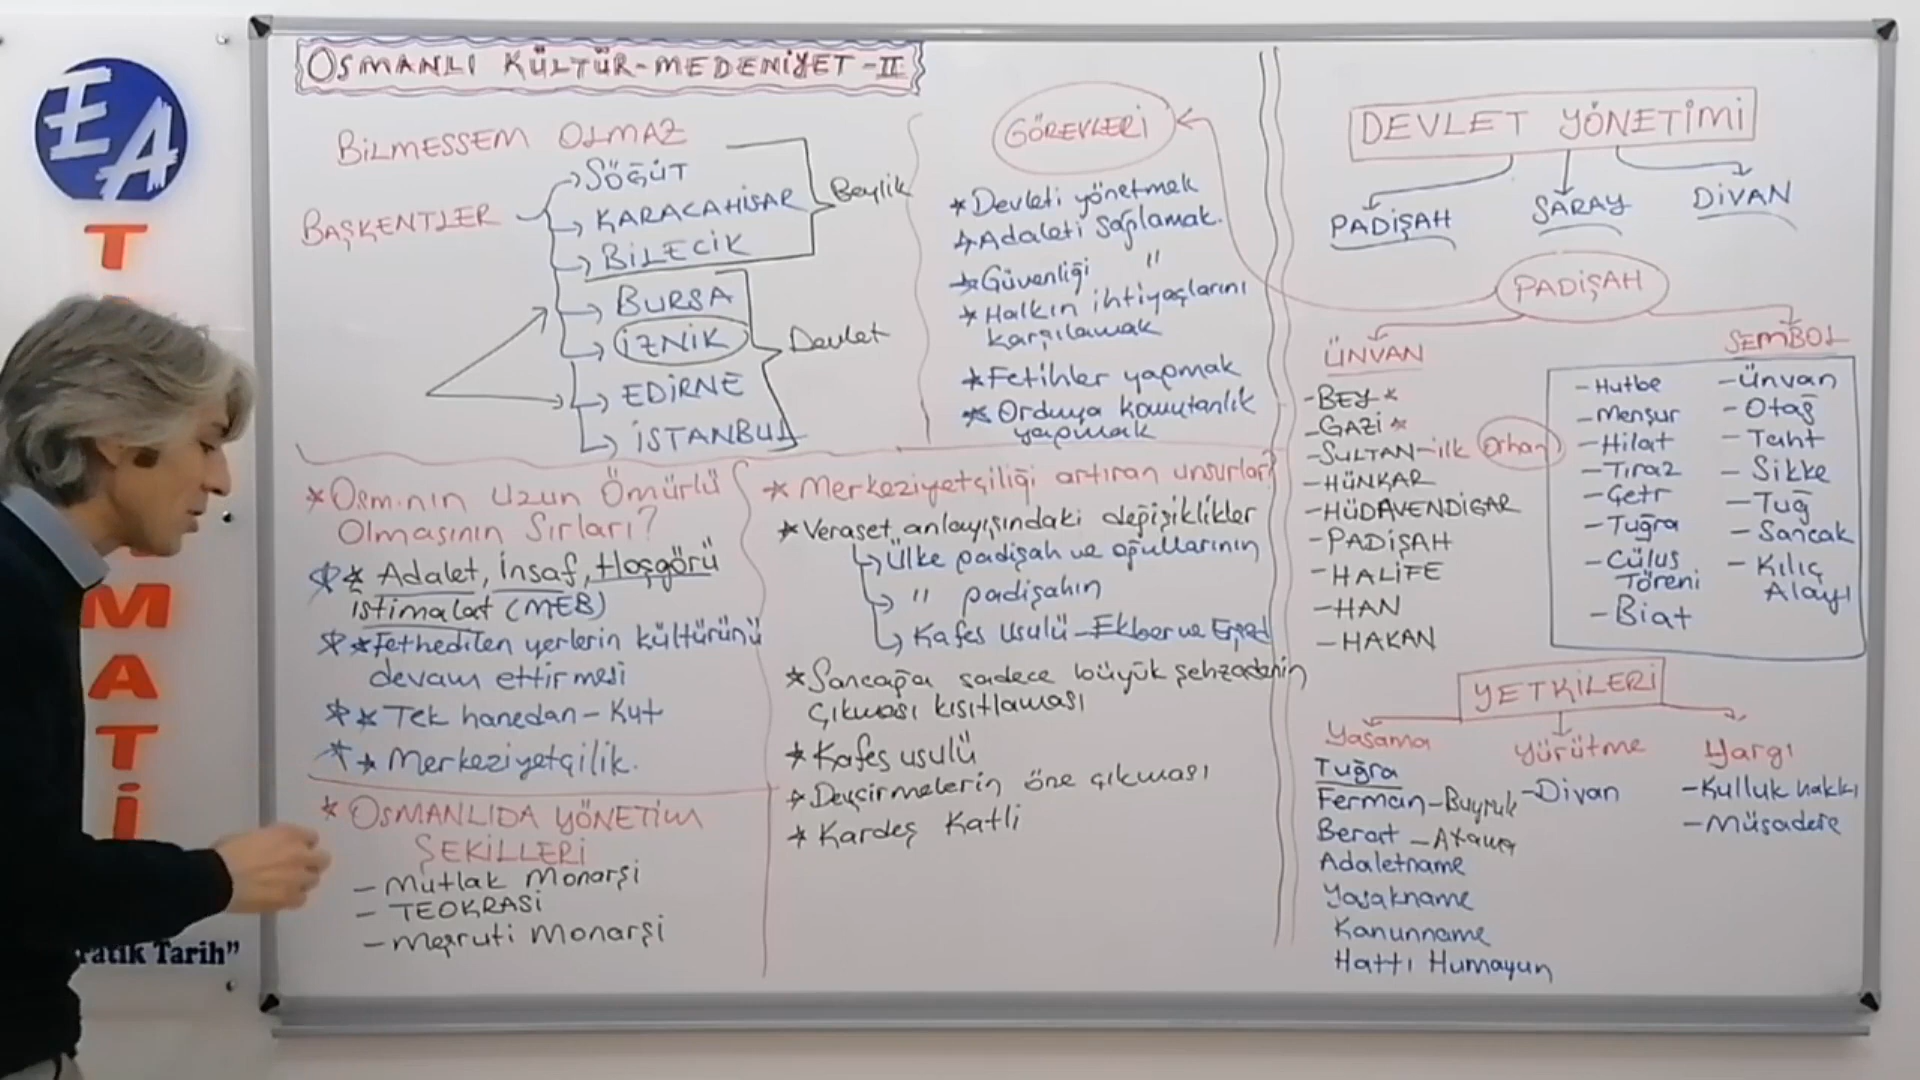 OSMANLI KÜLTÜR-MEDENİYET-II
BİLMESSEM OLMAZ
BAŞKENTLER
SÖĞÜT
KARACAHİSAR
BİLECİK
Beylik
BURSA
İZNİK
EDİRNE
İSTANBUL
Devlet
GÖREVLERİ
* Devleti yönetmek
* Adaleti sağlamak.
* Güvenliği "
* Halkın ihtiyaçlarını
karşılamak
* Fetihler yapmak
* Orduya komutanlık
yapmak
DEVLET YÖNETİMİ
PADİŞAH
SARAY
DİVAN
PADİŞAH
ÜNVAN
- BEY *
- GAZİ *
- SULTAN - ilk Orhan
- HÜNKAR
- HÜDAVENDİGAR
- PADİŞAH
- HALİFE
- HAN
- HAKAN
SEMBOL
- Hutbe
- Menşur
- Hilat
- Tıraz
- Çetr
- Tuğra
- Cülus
Töreni
- Biat
- Ünvan
- Otağ
- Taht
- Sikke
- Tuğ
- Sancak
- Kılıç
Alayı
* Osm.nın Uzun Ömürlü
Olmasının Sırları?
* Adalet, İnsaf, Hoşgörü
istimalat (MEB)
* Fethedilen yerlerin kültürünü
devam ettirmesi
* Tek hanedan - Kut
* Merkeziyetçilik.
* OSMANLIDA YÖNETİM
ŞEKİLLERİ
- Mutlak Monarşi
- TEOKRASİ
- Meşruti Monarşi
* Merkeziyetçiliği artıran unsurlar?
* Veraset anlayışındaki değişiklikler
Ülke padişah ve oğullarının
" padişahın
Kafes Usulü - Ekber ve Erşed
* Sancağa sadece büyük şehzadenin
çıkması kısıtlaması
* Kafes usulü
* Devşirmelerin öne çıkması
* Kardeş Katli
YETKİLERİ
Yasama
Tuğra
Ferman - Buyruk
Berat - Atama
Adaletname
Yasakname
Kanunname
Hattı Humayun
Yürütme
- Divan
Yargı
- Kulluk hakkı
- Müsadere
EA
T
M
A
T
İ
ratik Tarih”